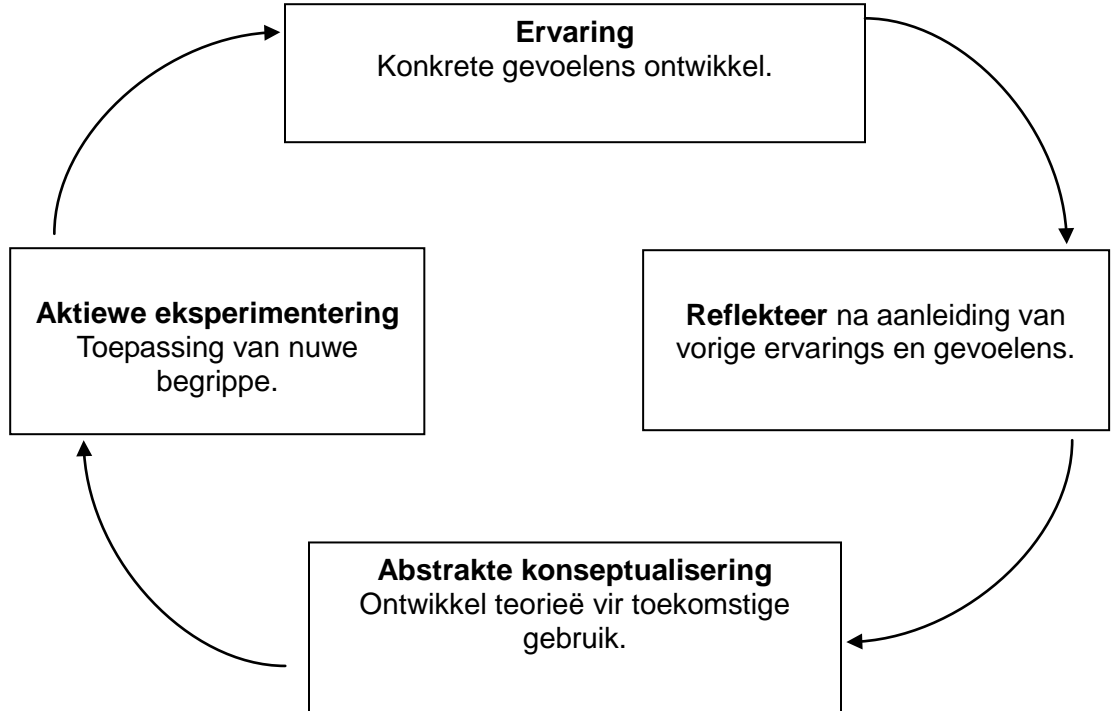 Ervaring
Konkrete gevoelens ontwikkel.
Reflekteer na aanleiding van
vorige ervarings en gevoelens.
Abstrakte konseptualisering
Ontwikkel teorieë vir toekomstige
gebruik.
Aktiewe eksperimentering
Toepassing van nuwe
begrippe.